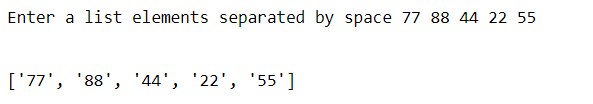 Enter a list elements separated by space 77 88 44 22 55
['77', '88', '44', '22', '55']